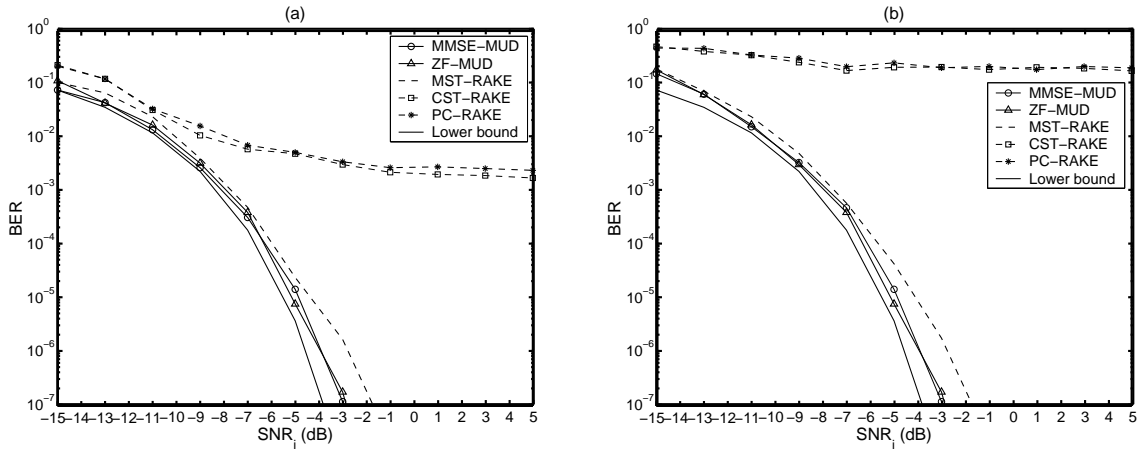 (a)
BER
10^0
10^−1
10^−2
10^−3
10^−4
10^−5
10^−6
10^−7
MMSE−MUD
ZF−MUD
MST−RAKE
CST−RAKE
PC−RAKE
Lower bound
−15 −14 −13 −12 −11 −10 −9 −8 −7 −6 −5 −4 −3 −2 −1 0 1 2 3 4 5
SNR_i (dB)
(b)
BER
10^0
10^−1
10^−2
10^−3
10^−4
10^−5
10^−6
10^−7
MMSE−MUD
ZF−MUD
MST−RAKE
CST−RAKE
PC−RAKE
Lower bound
−15 −14 −13 −12 −11 −10 −9 −8 −7 −6 −5 −4 −3 −2 −1 0 1 2 3 4 5
SNR_i (dB)